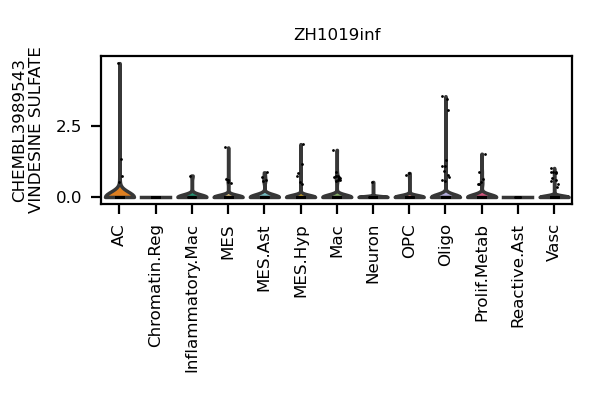 ZH1019inf
CHEMBL3989543
VINDESINE SULFATE
2.5
0.0
AC
Chromatin.Reg
Inflammatory.Mac
MES
MES.Ast
MES.Hyp
Mac
Neuron
OPC
Oligo
Prolif.Metab
Reactive.Ast
Vasc